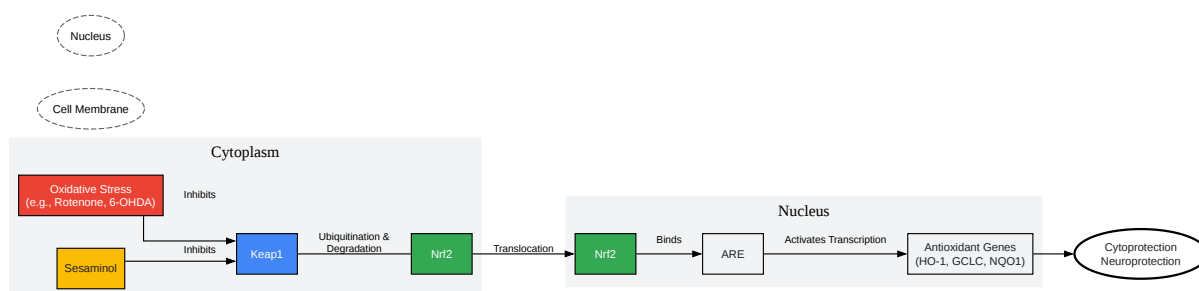 Nucleus
Cell Membrane
Cytoplasm
Oxidative Stress
(e.g., Rotenone, 6-OHDA)
Inhibits
Sesaminol
Inhibits
Keap1
Ubiquitination &
Degradation
Nrf2
Translocation
Nucleus
Nrf2
Binds
ARE
Activates Transcription
Antioxidant Genes
(HO-1, GCLC, NQO1)
Cytoprotection
Neuroprotection